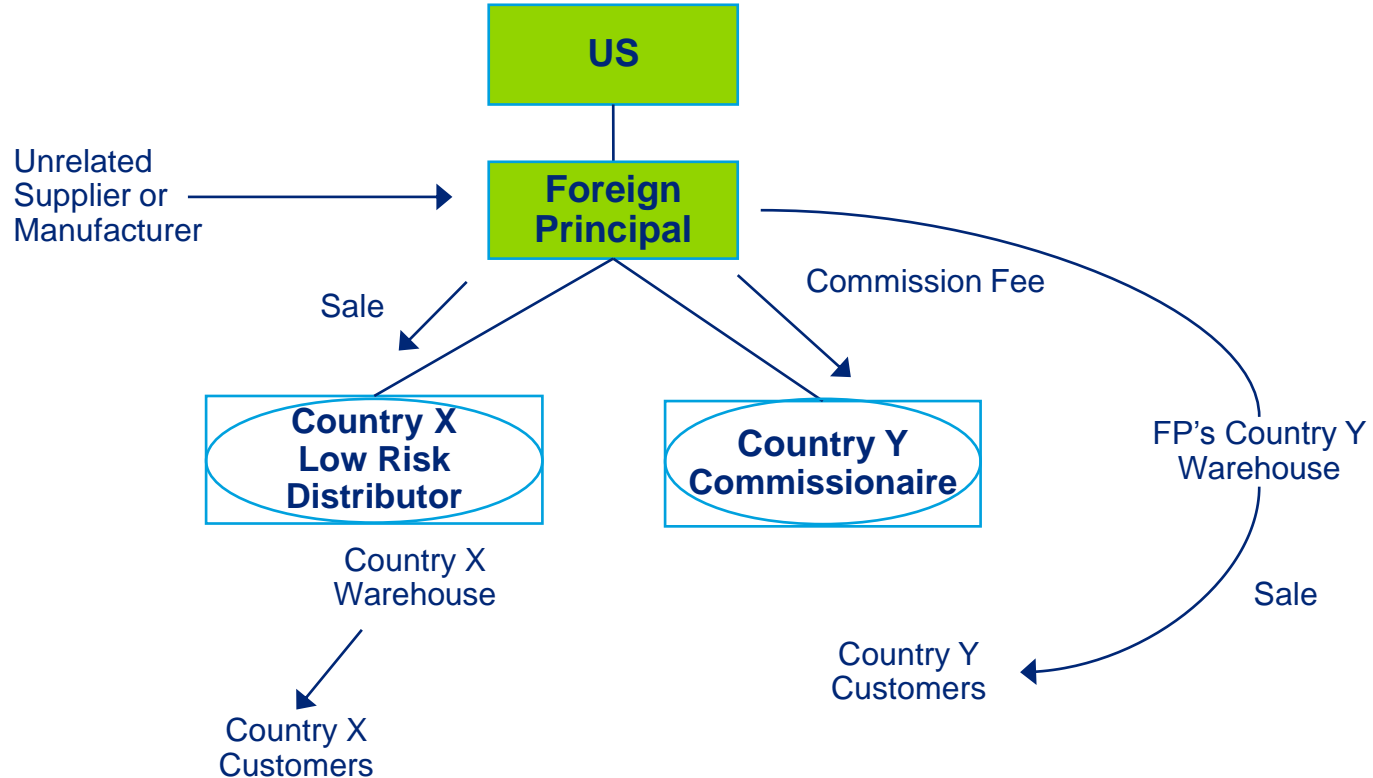 US
Unrelated
Supplier or
Manufacturer
Foreign
Principal
Commission Fee
Sale
Country X
Low Risk
Distributor
Country Y
Commissionaire
FP’s Country Y
Warehouse
Country X
Warehouse
Sale
Country Y
Customers
Country X
Customers